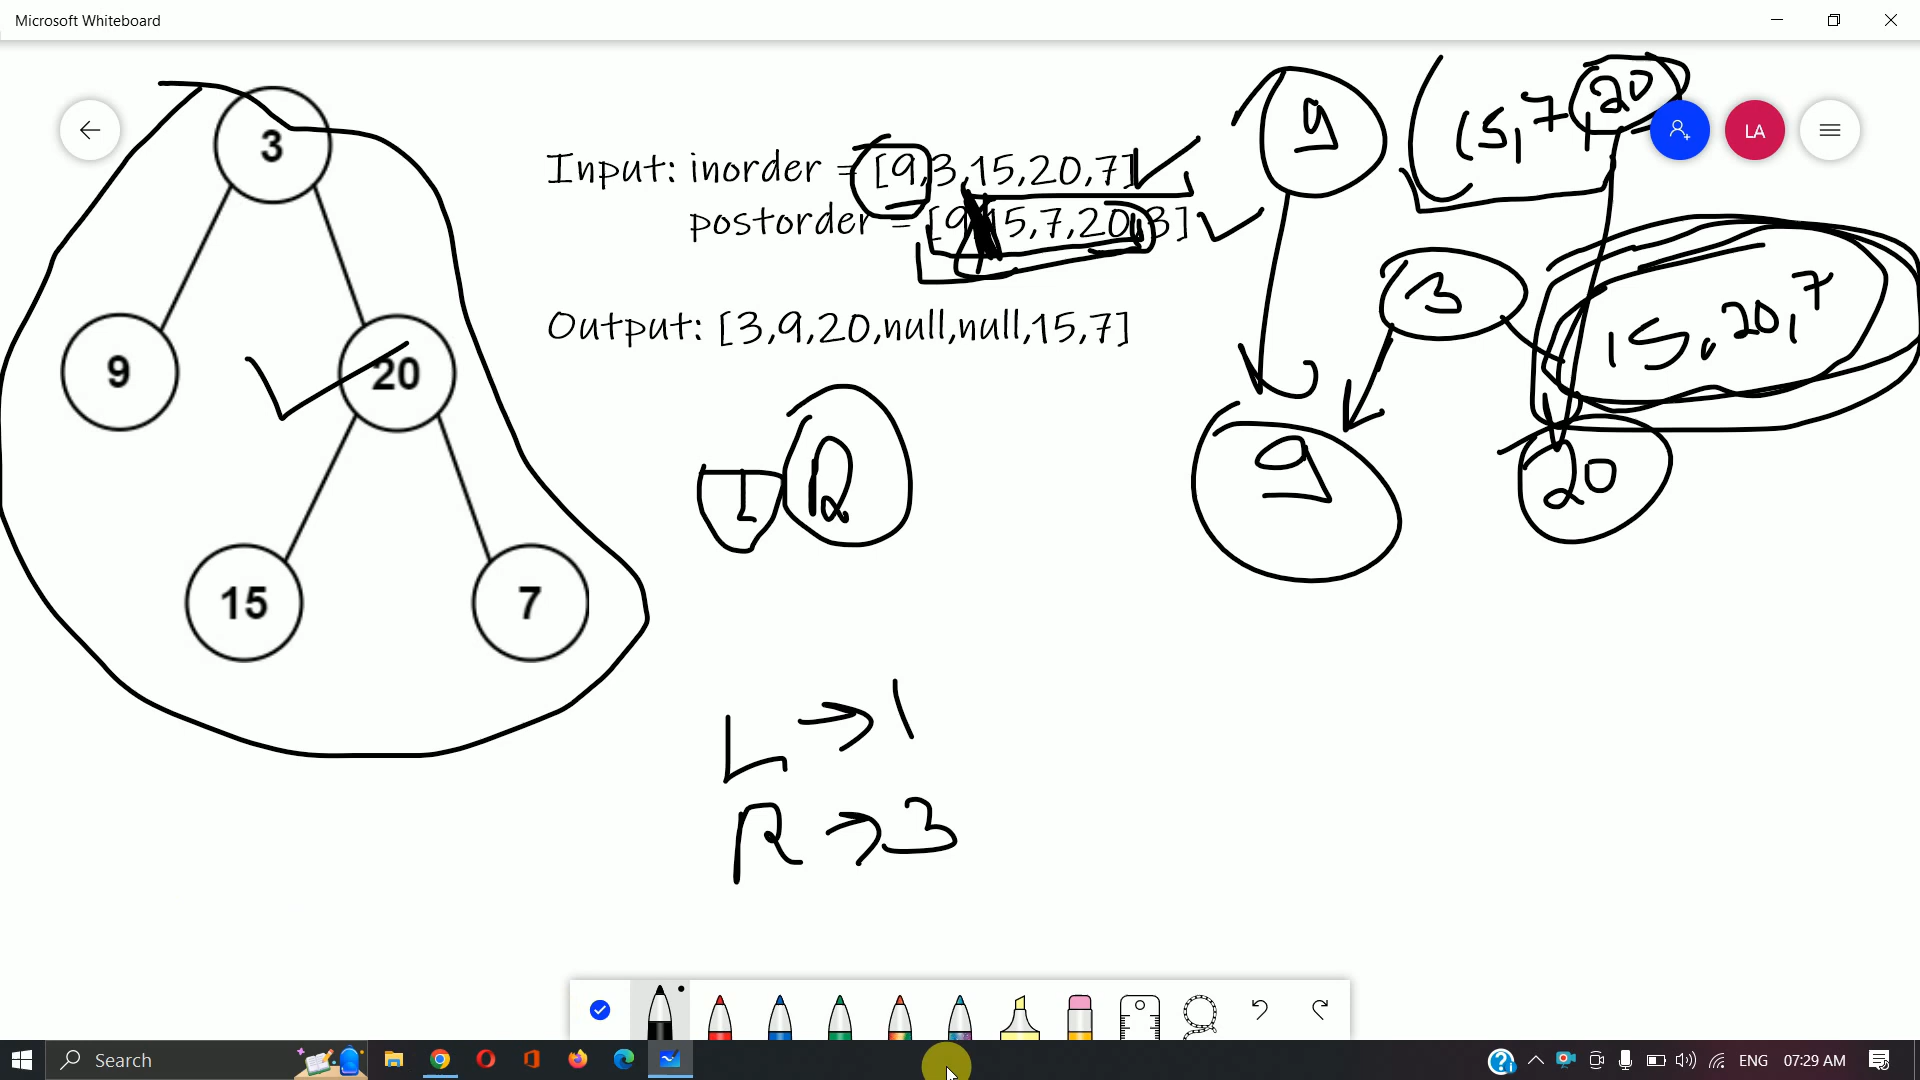 Microsoft Whiteboard
3
9
20
15
7
Input: inorder = [9,3,15,20,7]
postorder = [9,15,7,20,3]
Output: [3,9,20,null,null,15,7]
9
15,7,20
3
15,20,7
9
20
I R
L → 1
R → 3
LA
Search
ENG
07:29 AM